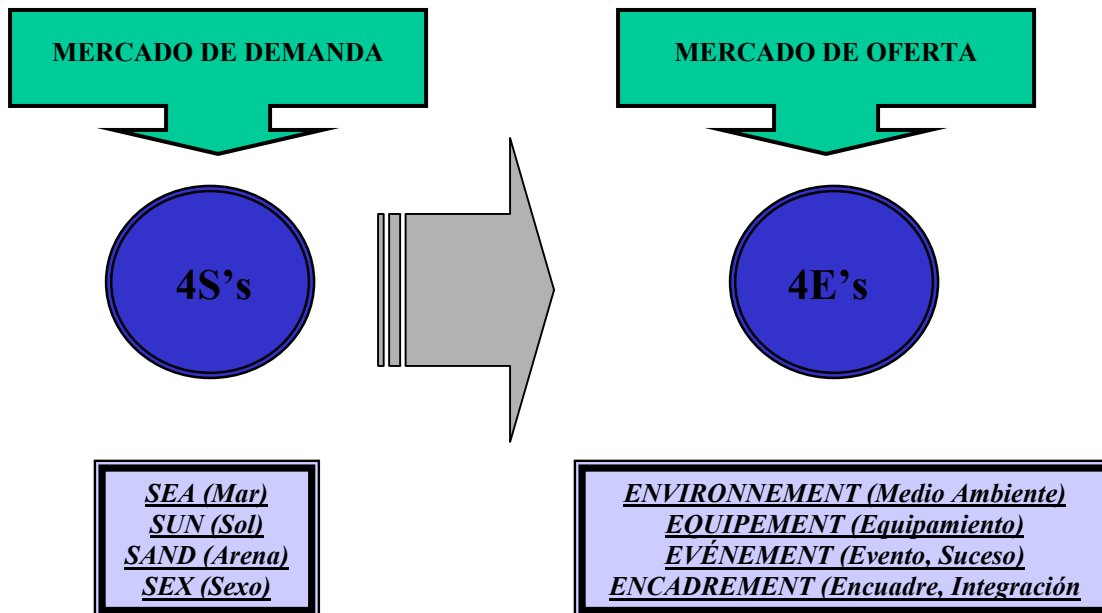 MERCADO DE DEMANDA
MERCADO DE OFERTA
4S’s
4E’s
SEA (Mar)
SUN (Sol)
SAND (Arena)
SEX (Sexo)
ENVIRONNEMENT (Medio Ambiente)
EQUIPEMENT (Equipamiento)
EVÉNEMENT (Evento, Suceso)
ENCADREMENT (Encuadre, Integración